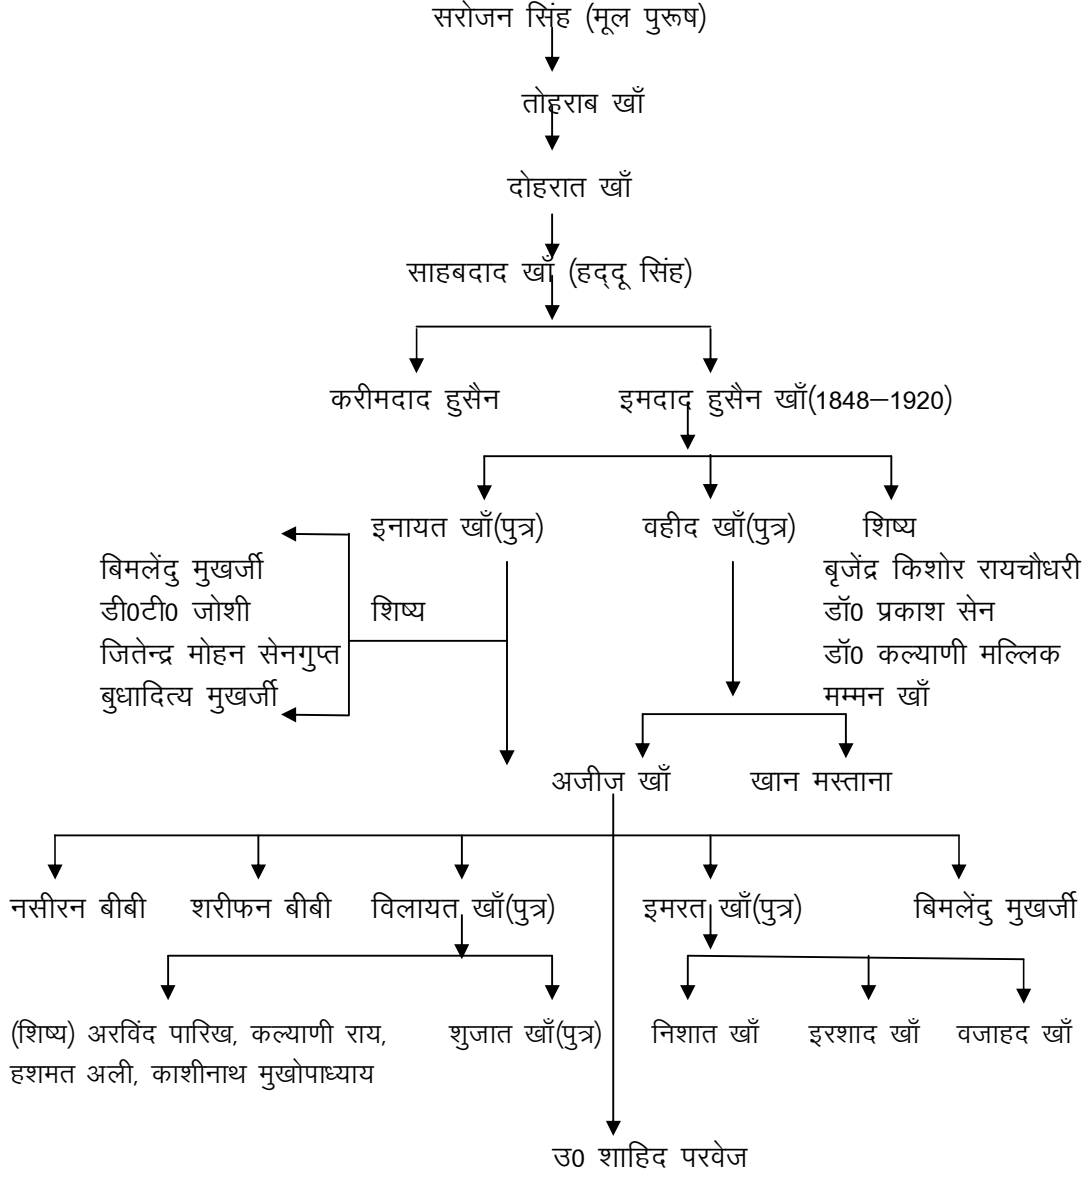 सरोजन सिंह (मूल पुरूष)
तोहराब खाँ
दोहरात खाँ
साहबदाद खाँ (हद्दू सिंह)
करीमदाद हुसैन
इमदाद हुसैन खाँ(1848–1920)
इनायत खाँ(पुत्र)
वहीद खाँ(पुत्र)
शिष्य
बृजेंद्र किशोर रायचौधरी
डॉ0 प्रकाश सेन
डॉ0 कल्याणी मल्लिक
मम्मन खाँ
शिष्य
बिमलेंदु मुखर्जी
डी0टी0 जोशी
जितेन्द्र मोहन सेनगुप्त
बुधादित्य मुखर्जी
अजीज खाँ
खान मस्ताना
नसीरन बीबी
शरीफन बीबी
विलायत खाँ(पुत्र)
इमरत खाँ(पुत्र)
बिमलेंदु मुखर्जी
(शिष्य) अरविंद पारिख, कल्याणी राय,
हशमत अली, काशीनाथ मुखोपाध्याय
शुजात खाँ(पुत्र)
निशात खाँ
इरशाद खाँ
वजाहद खाँ
उ0 शाहिद परवेज